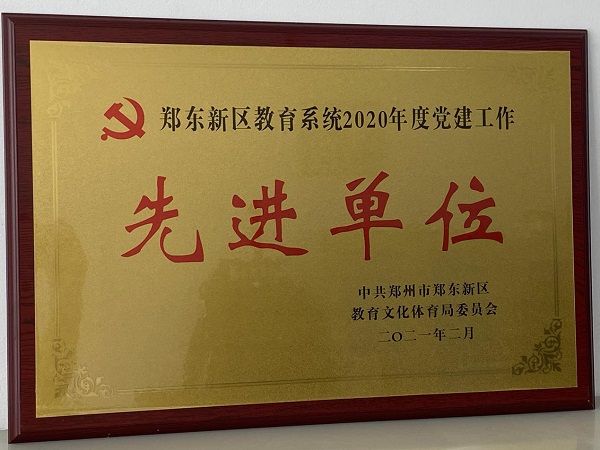 郑东新区教育系统2020年度党建工作
先进单位
中共郑州市郑东新区
教育文化体育局委员会
二〇二一年二月